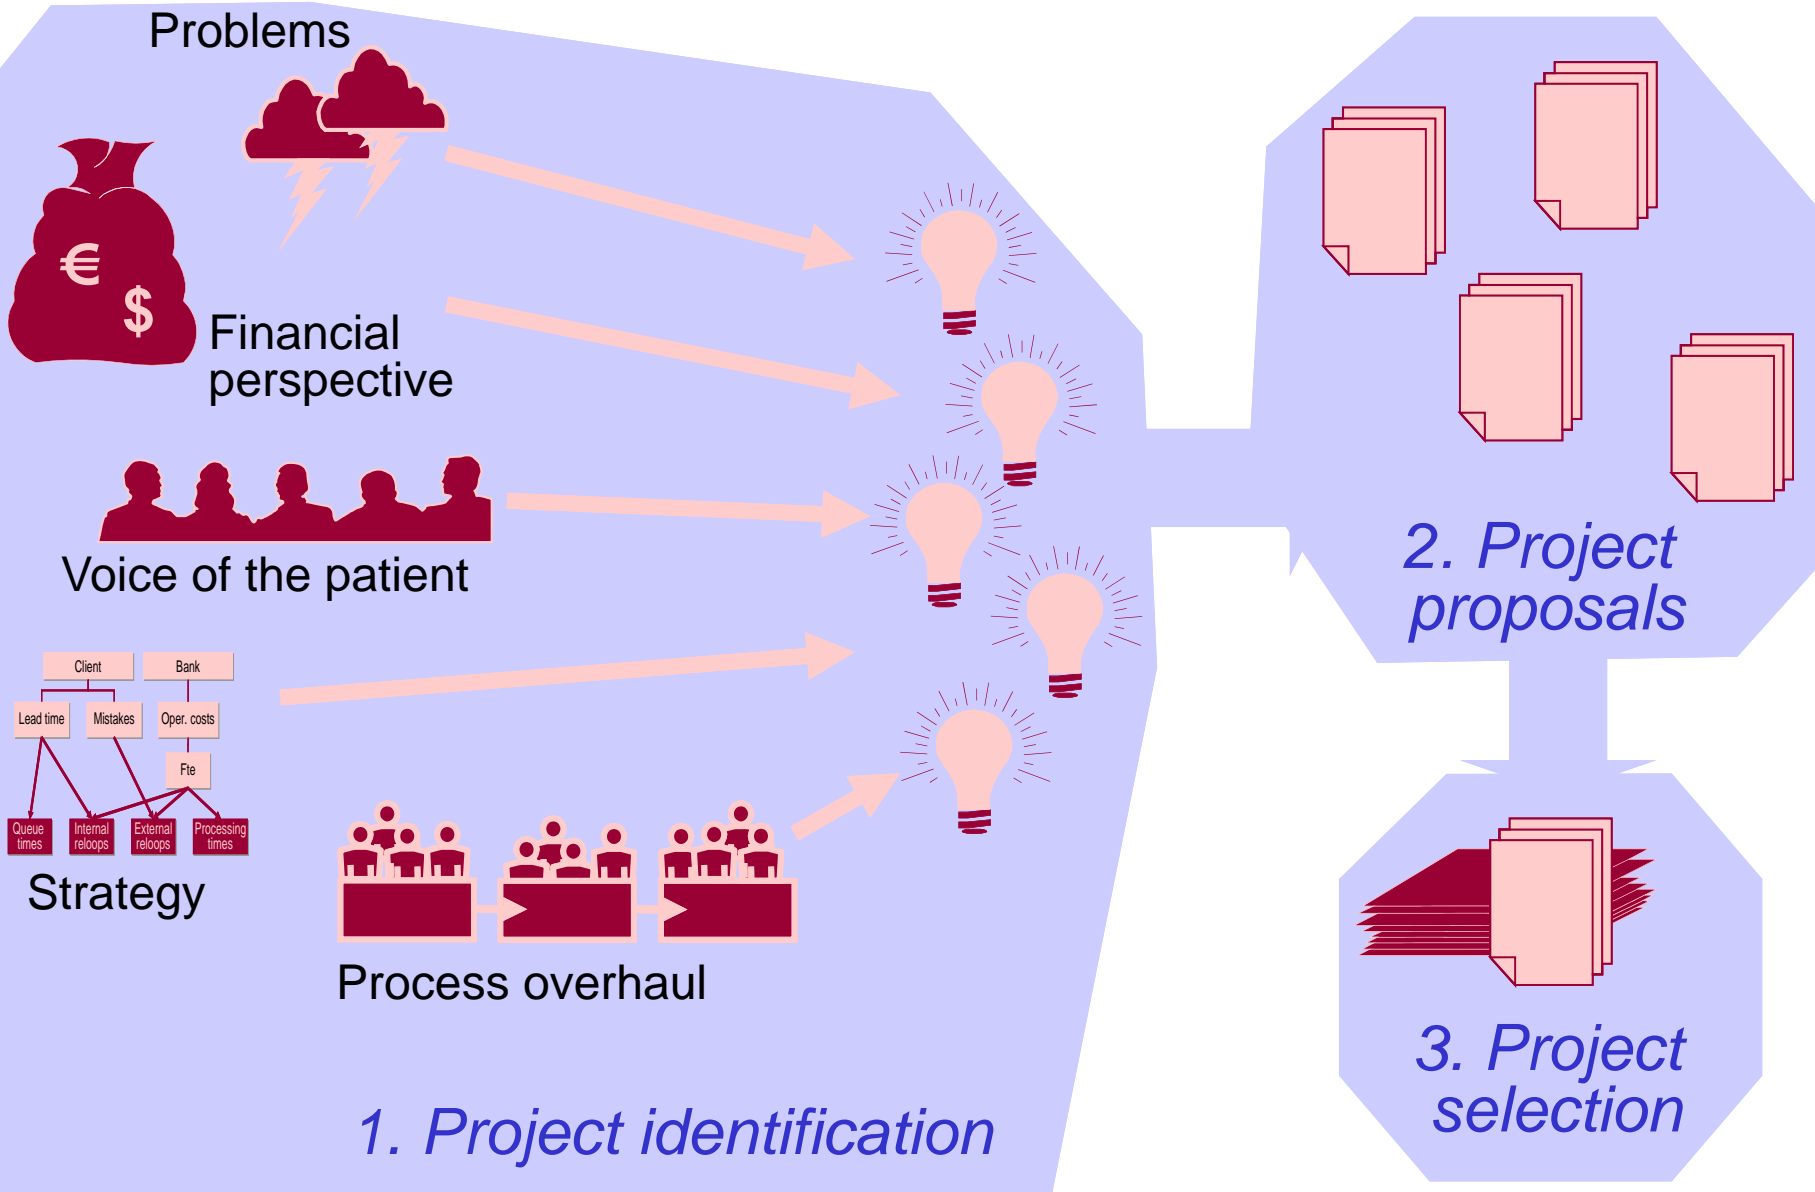 Problems
€
$
Financial
perspective
Voice of the patient
Client
Bank
Lead time
Mistakes
Oper. costs
Fte
Queue
times
Internal
reloops
External
reloops
Processing
times
Strategy
Process overhaul
1. Project identification
2. Project
proposals
3. Project
selection